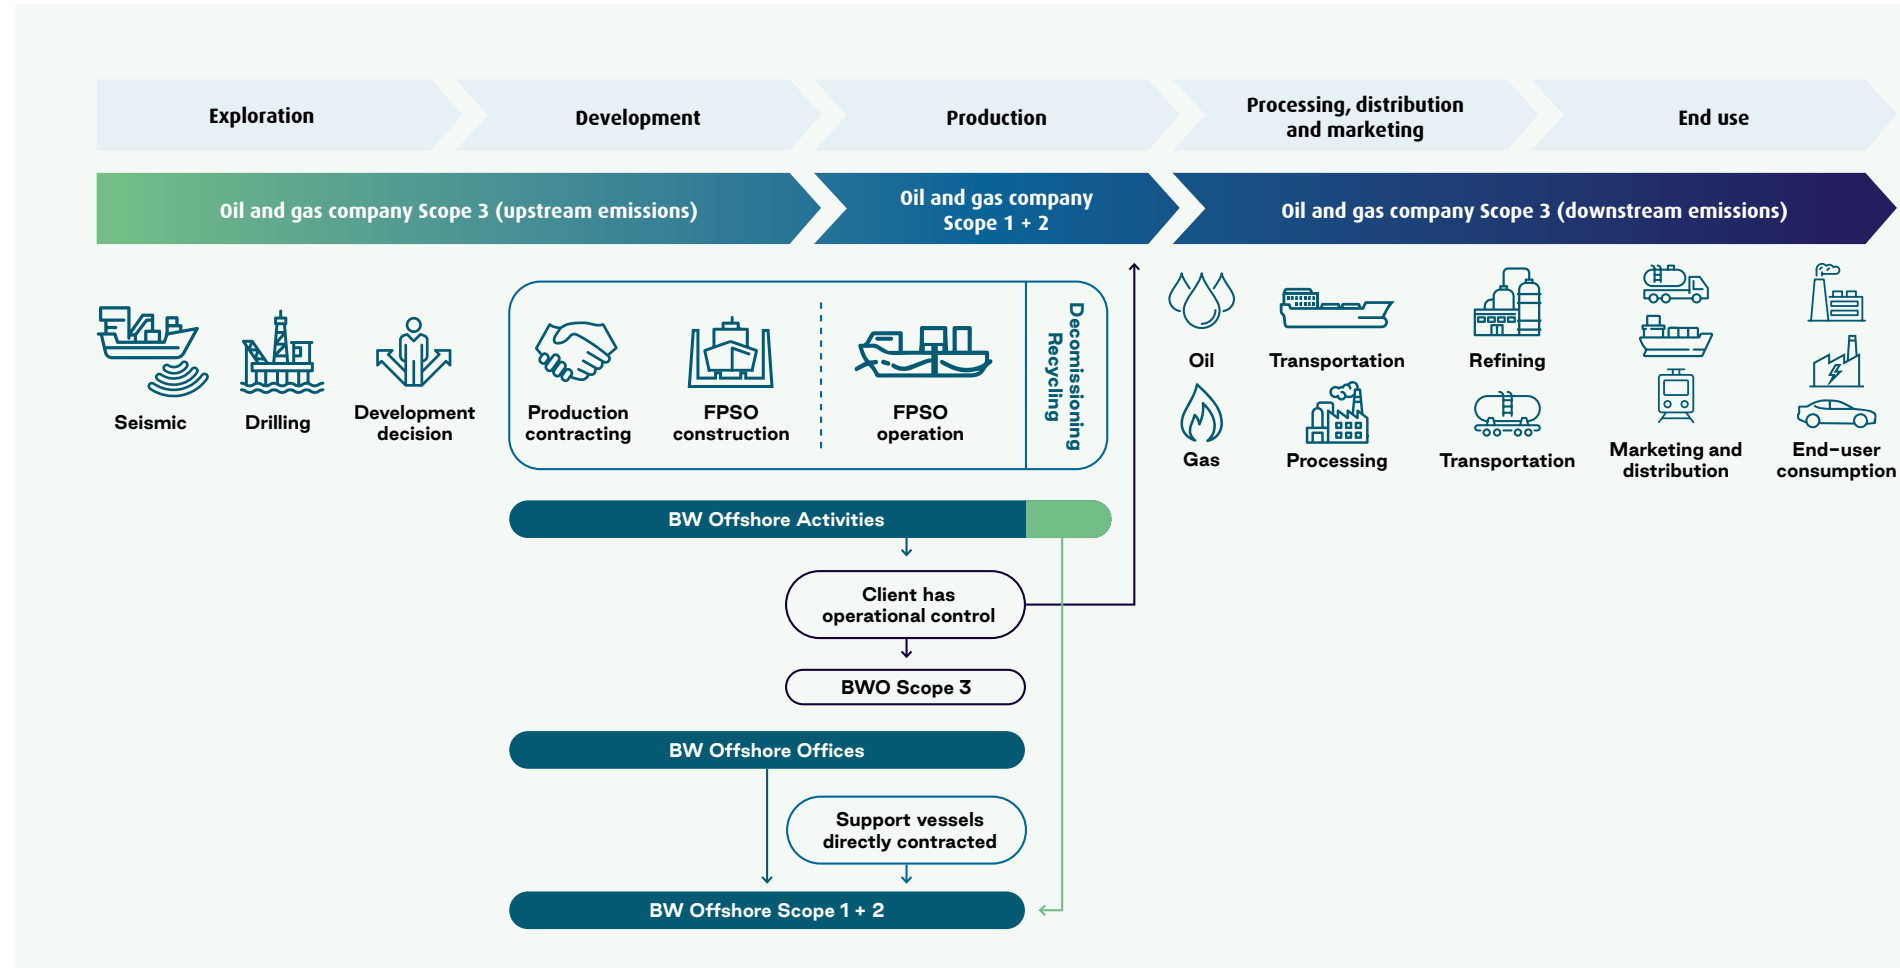 Exploration
Development
Production
Processing, distribution
and marketing
End use
Oil and gas company Scope 3 (upstream emissions)
Oil and gas company
Scope 1 + 2
Oil and gas company Scope 3 (downstream emissions)
Seismic
Drilling
Development
decision
Production
contracting
FPSO
construction
FPSO
operation
Decomissioning
Recycling
Oil
Gas
Transportation
Processing
Refining
Transportation
Marketing and
distribution
End-user
consumption
BW Offshore Activities
Client has
operational control
BWO Scope 3
BW Offshore Offices
Support vessels
directly contracted
BW Offshore Scope 1 + 2